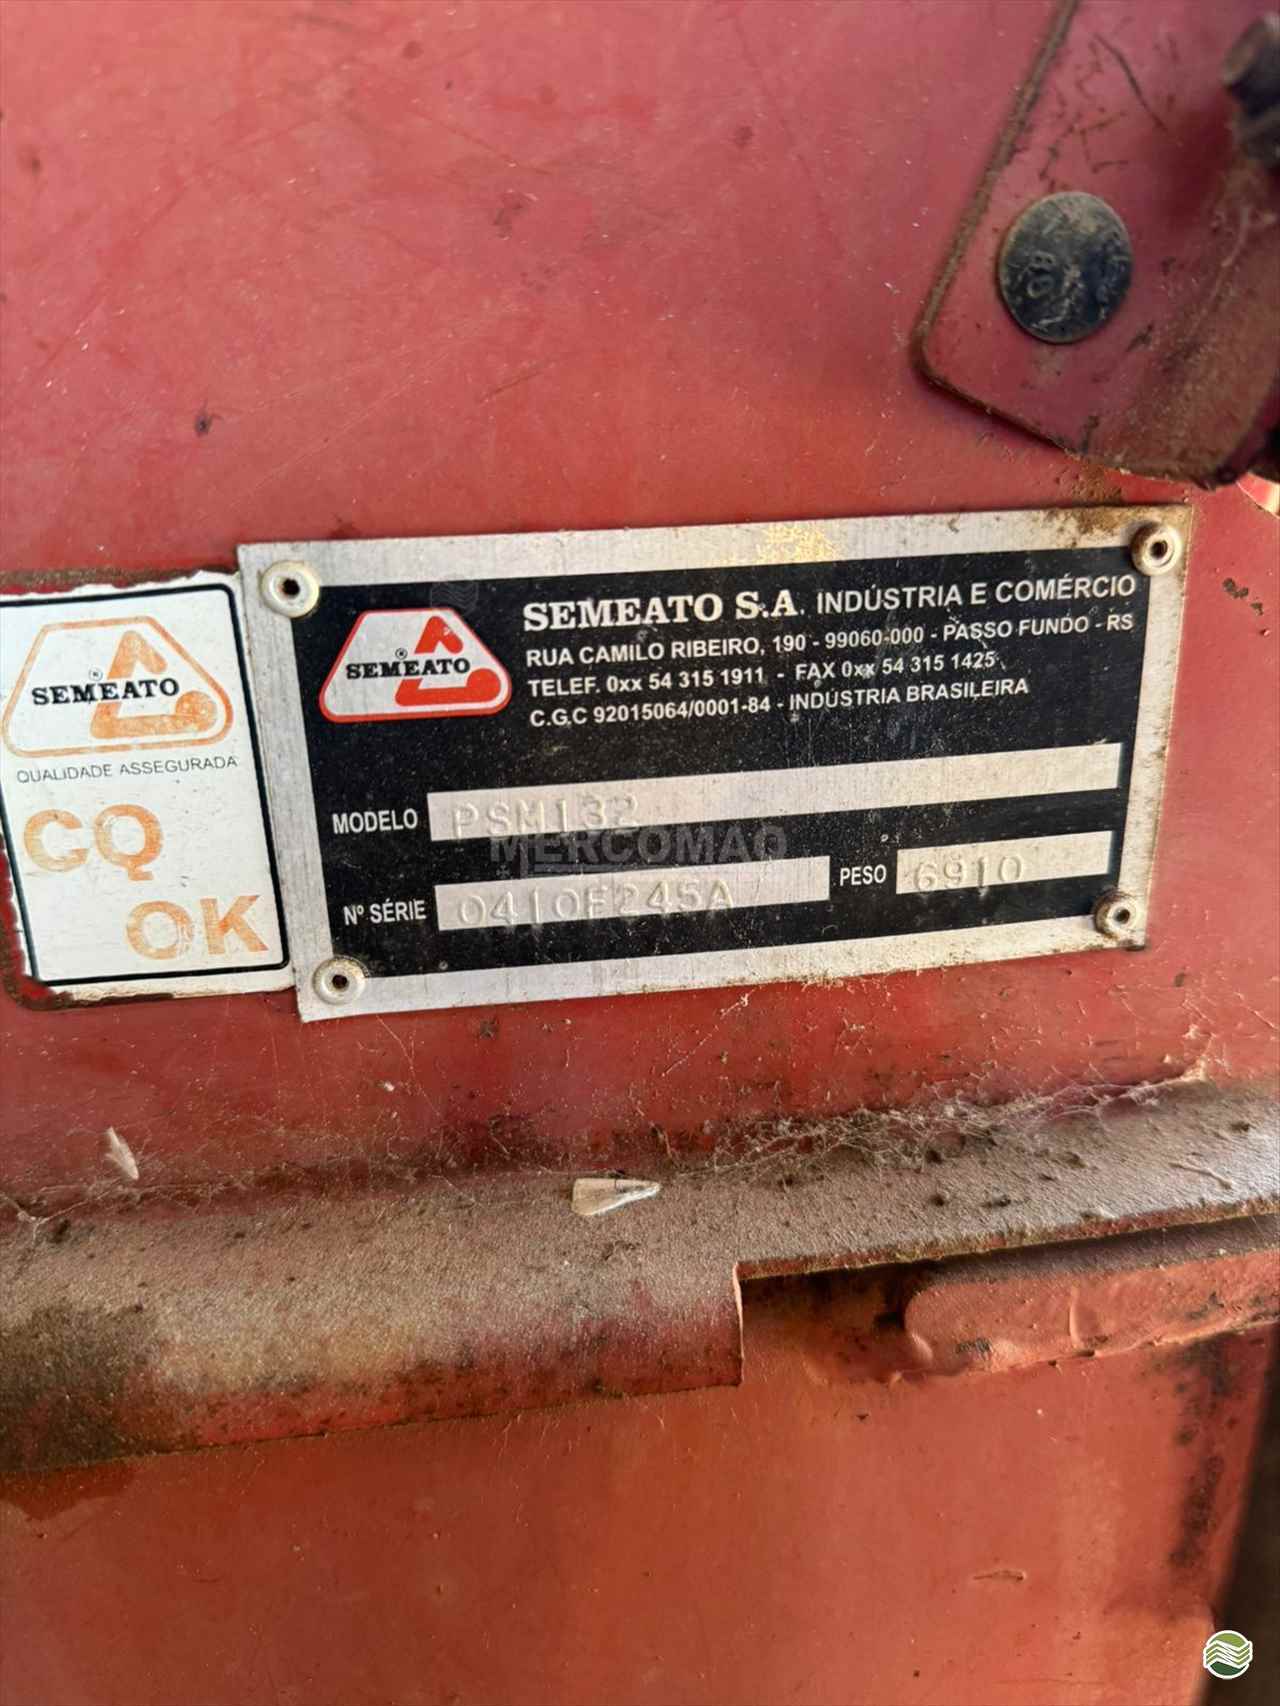 SEMEATO S.A. INDÚSTRIA E COMÉRCIO
RUA CAMILO RIBEIRO, 190 - 99060-000 - PASSO FUNDO - RS
TELEF. 0xx 54 315 1911 - FAX 0xx 54 315 1425
C.G.C 92015064/0001-84 - INDÚSTRIA BRASILEIRA
SEMEATO ®
MODELO PSM132
Nº SÉRIE 0410F245A PESO 6910
MERCOMAQ
SEMEATO ®
QUALIDADE ASSEGURADA
CQ
OK